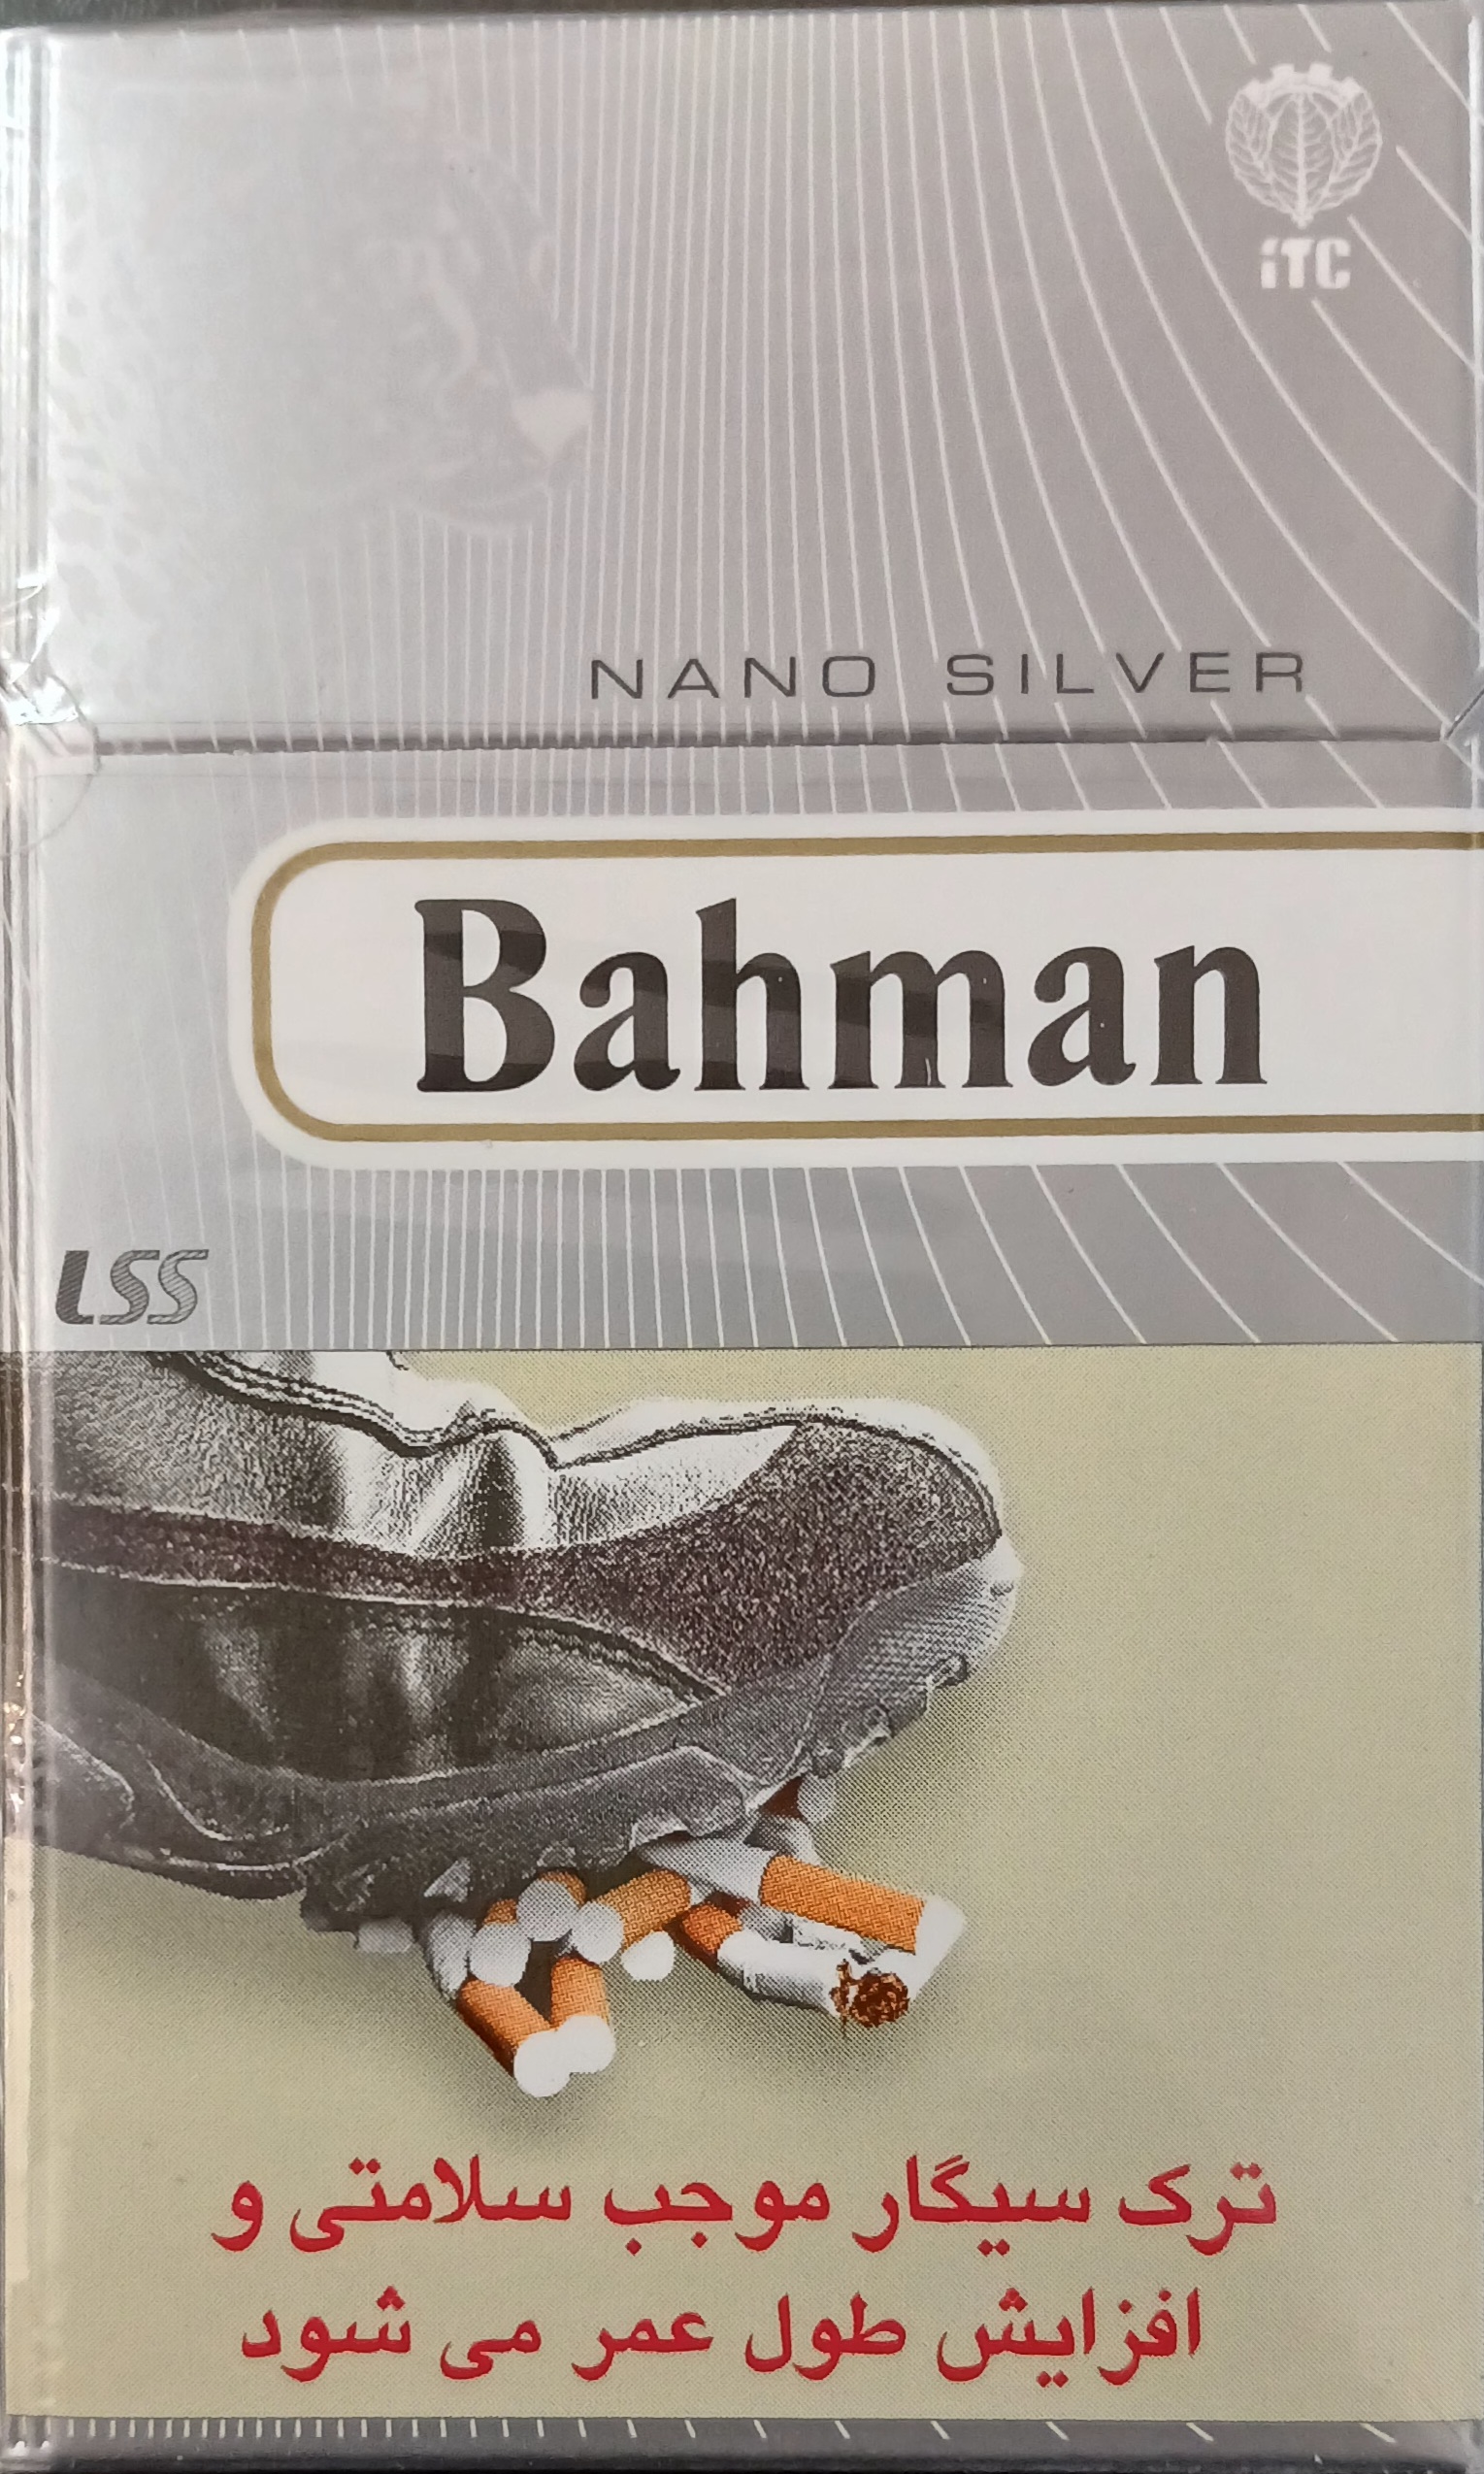 iTC
NANO SILVER
Bahman
LSS
ترک سیگار موجب سلامتی و
افزایش طول عمر می شود